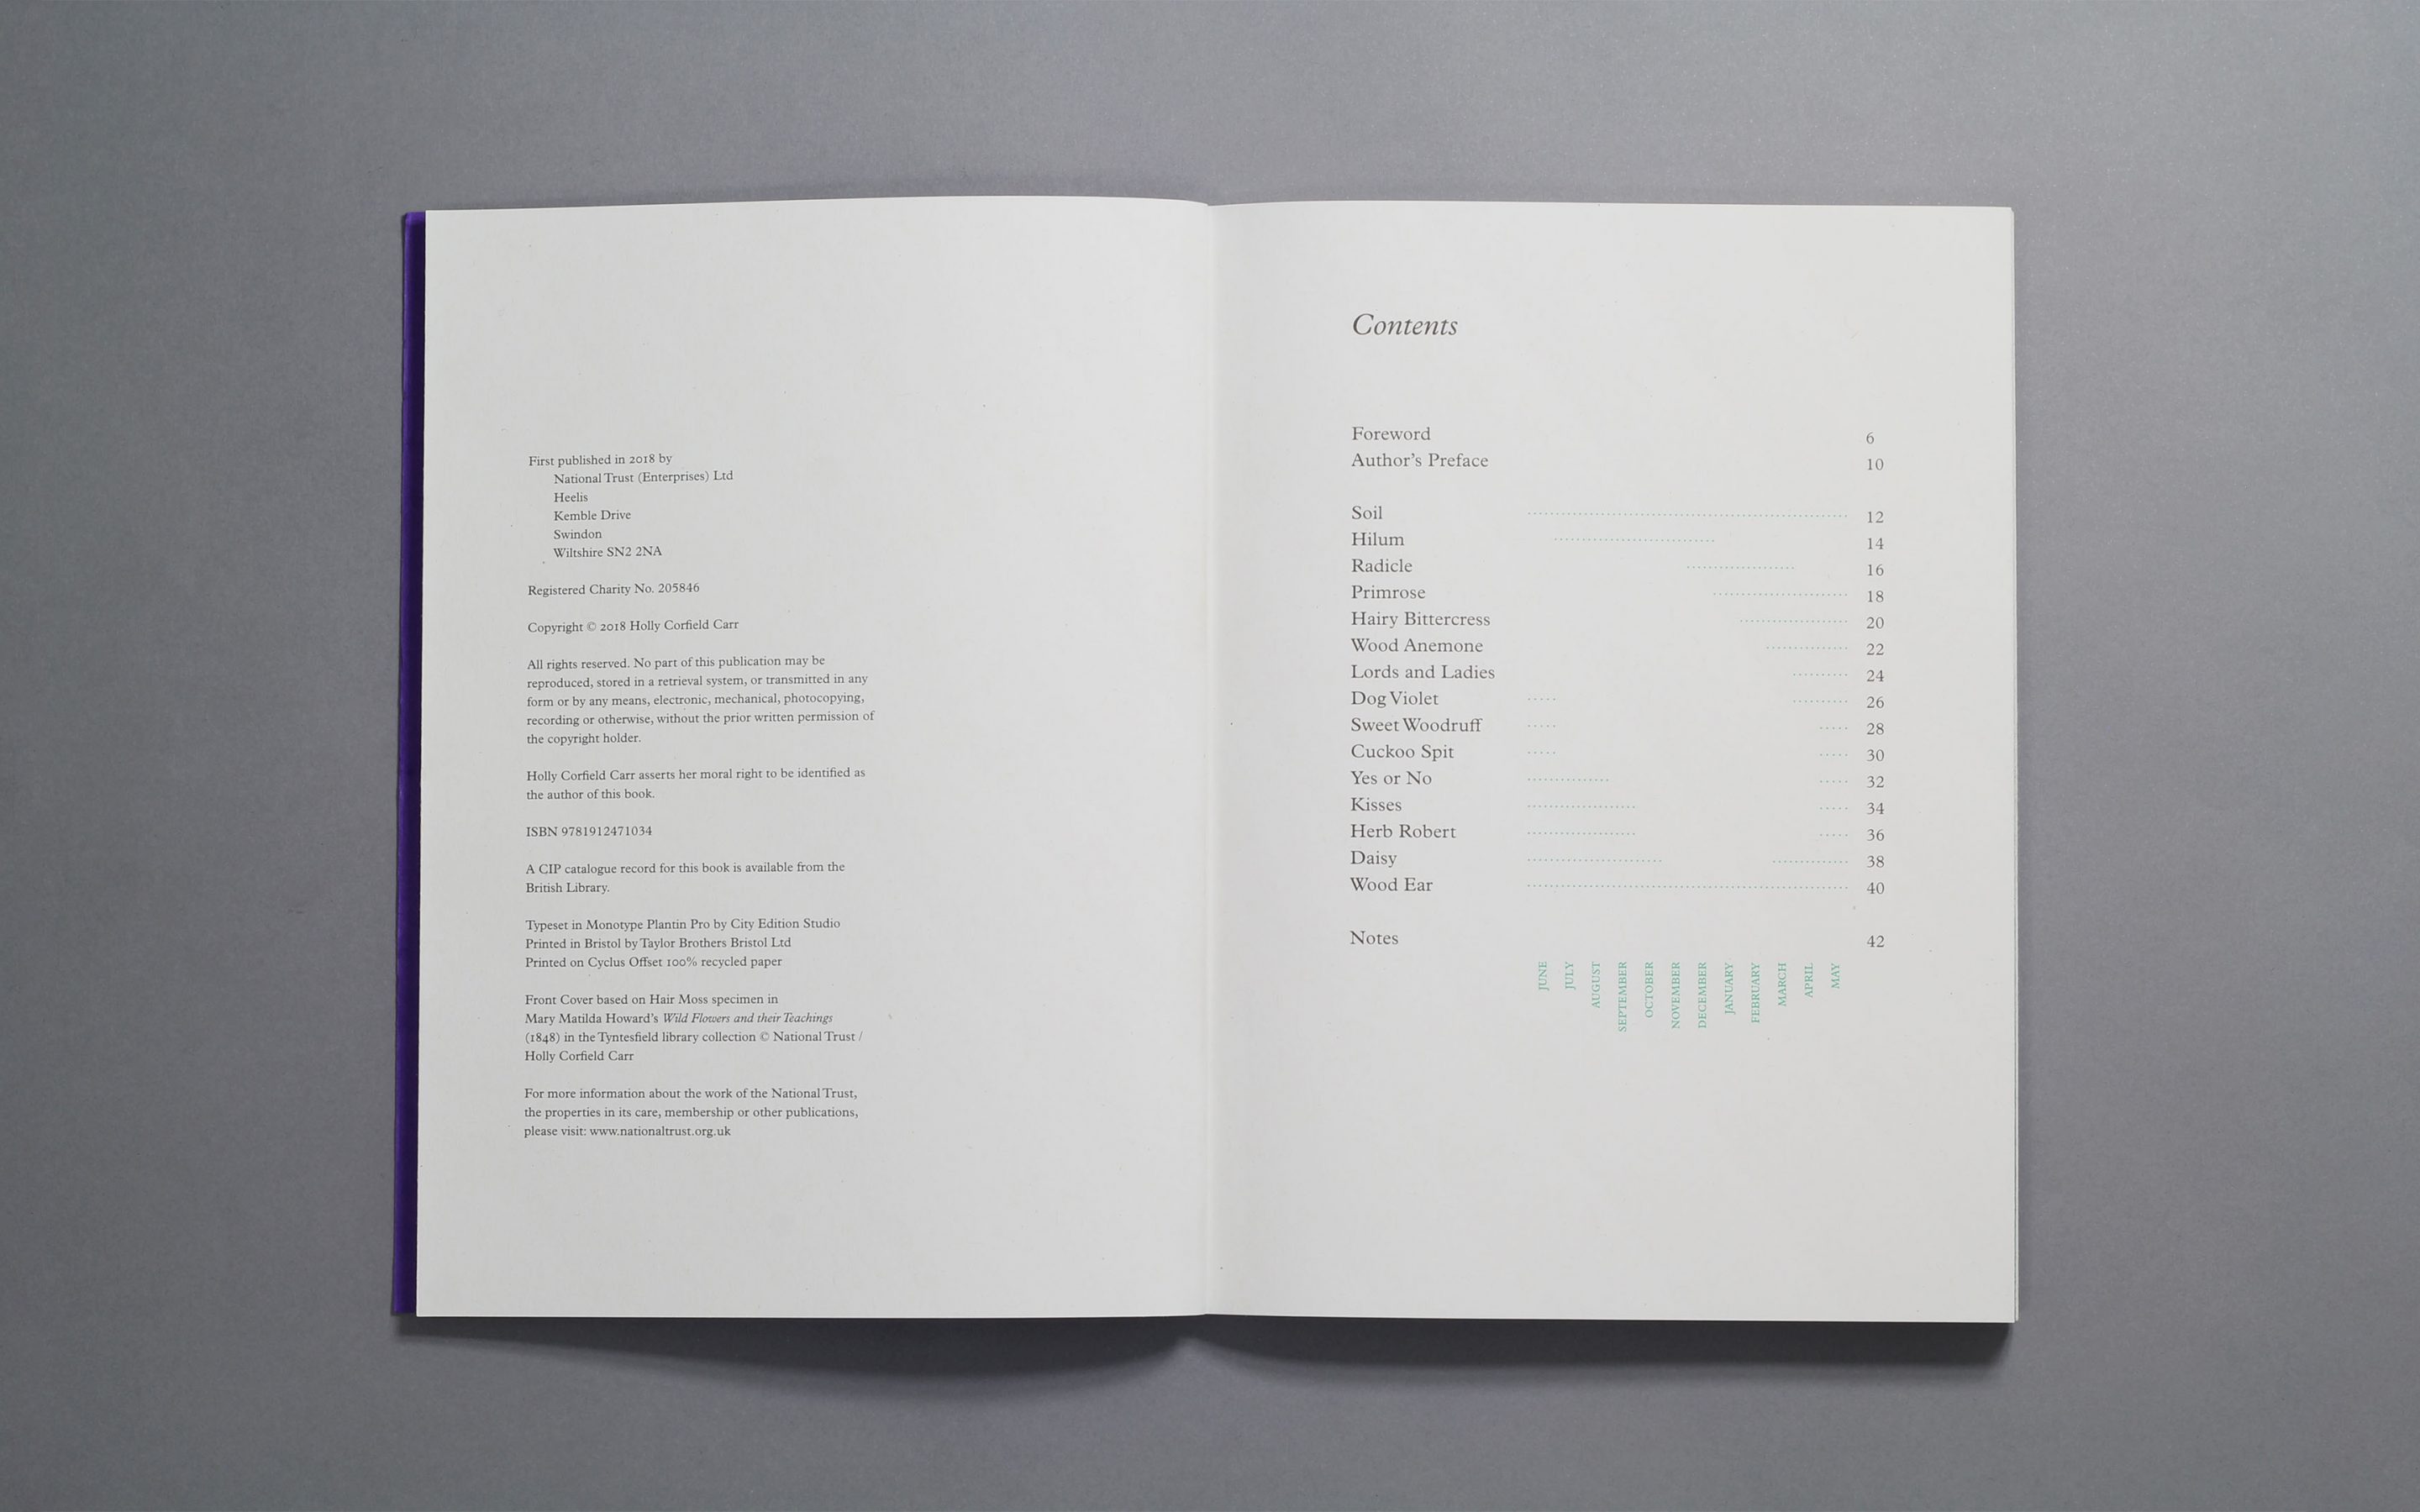 First published in 2018 by
National Trust (Enterprises) Ltd
Heelis
Kemble Drive
Swindon
Wiltshire SN2 2NA
Registered Charity No. 205846
Copyright © 2018 Holly Corfield Carr
All rights reserved. No part of this publication may be
reproduced, stored in a retrieval system, or transmitted in any
form or by any means, electronic, mechanical, photocopying,
recording or otherwise, without the prior written permission of
the copyright holder.
Holly Corfield Carr asserts her moral right to be identified as
the author of this book.
ISBN 9781912471034
A CIP catalogue record for this book is available from the
British Library.
Typeset in Monotype Plantin Pro by City Edition Studio
Printed in Bristol by Taylor Brothers Bristol Ltd
Printed on Cyclus Offset 100% recycled paper
Front Cover based on Hair Moss specimen in
Mary Matilda Howard’s Wild Flowers and their Teachings
(1848) in the Tyntesfield library collection © National Trust /
Holly Corfield Carr
For more information about the work of the National Trust,
the properties in its care, membership or other publications,
please visit: www.nationaltrust.org.uk
Contents
Foreword 6
Author’s Preface 10
Soil 12
Hilum 14
Radicle 16
Primrose 18
Hairy Bittercress 20
Wood Anemone 22
Lords and Ladies 24
Dog Violet 26
Sweet Woodruff 28
Cuckoo Spit 30
Yes or No 32
Kisses 34
Herb Robert 36
Daisy 38
Wood Ear 40
Notes 42
JUNE
JULY
AUGUST
SEPTEMBER
OCTOBER
NOVEMBER
DECEMBER
JANUARY
FEBRUARY
MARCH
APRIL
MAY